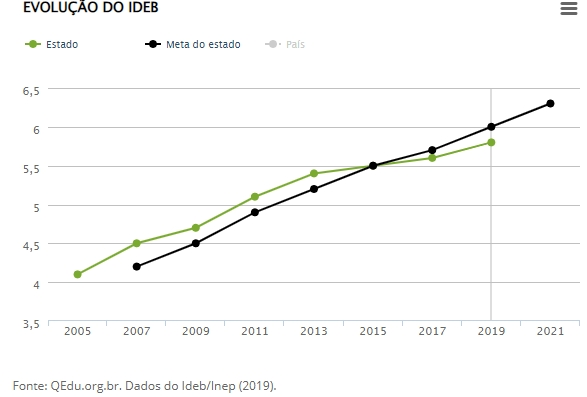 EVOLUÇÃO DO IDEB
Estado
Meta do estado
País
6,5
6
5,5
5
4,5
4
3,5
2005 2007 2009 2011 2013 2015 2017 2019 2021
Fonte: QEdu.org.br. Dados do Ideb/Inep (2019).